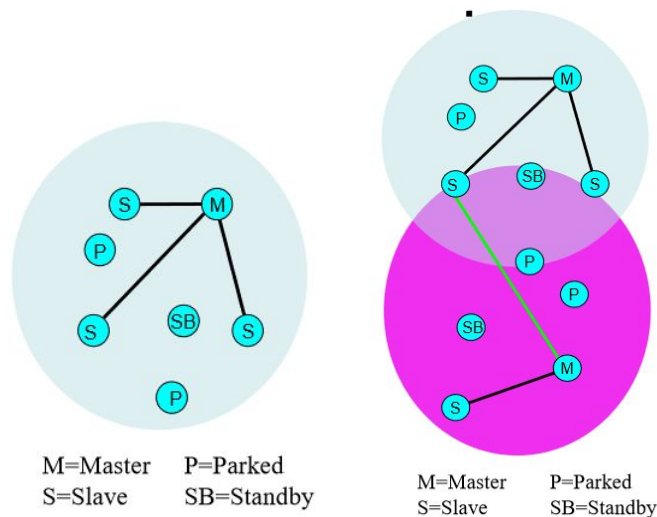 S M
P
S SB S
P
M=Master P=Parked
S=Slave SB=Standby
S M
P
S SB S
P
P
SB
M
S
M=Master P=Parked
S=Slave SB=Standby